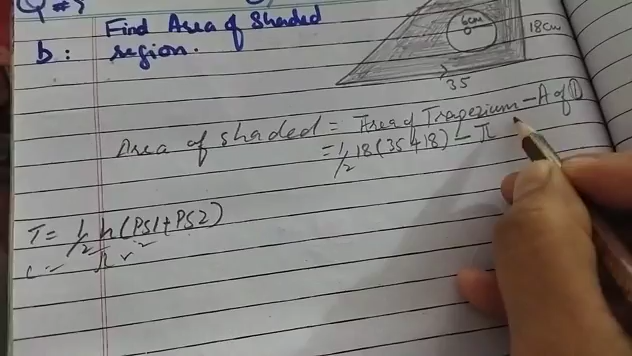 Q#
b: Find Area of Shaded
region.
6cm
18cm
35
Area of shaded = Area of Trapezium - A of
= 1/2 18(35+18) - π
T = 1/2 h(PS1+PS2)